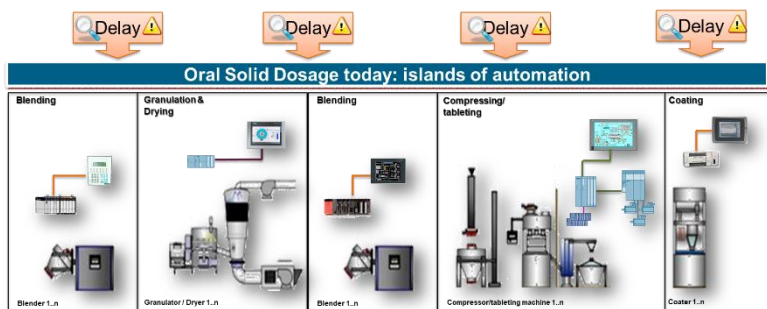 Delay
Delay
Delay
Delay
Oral Solid Dosage today: islands of automation
Blending
Granulation &
Drying
Blending
Compressing/
tableting
Coating
Blender 1..n
Granulator / Dryer 1..n
Blender 1..n
Compressor/tableting machine 1..n
Coater 1..n